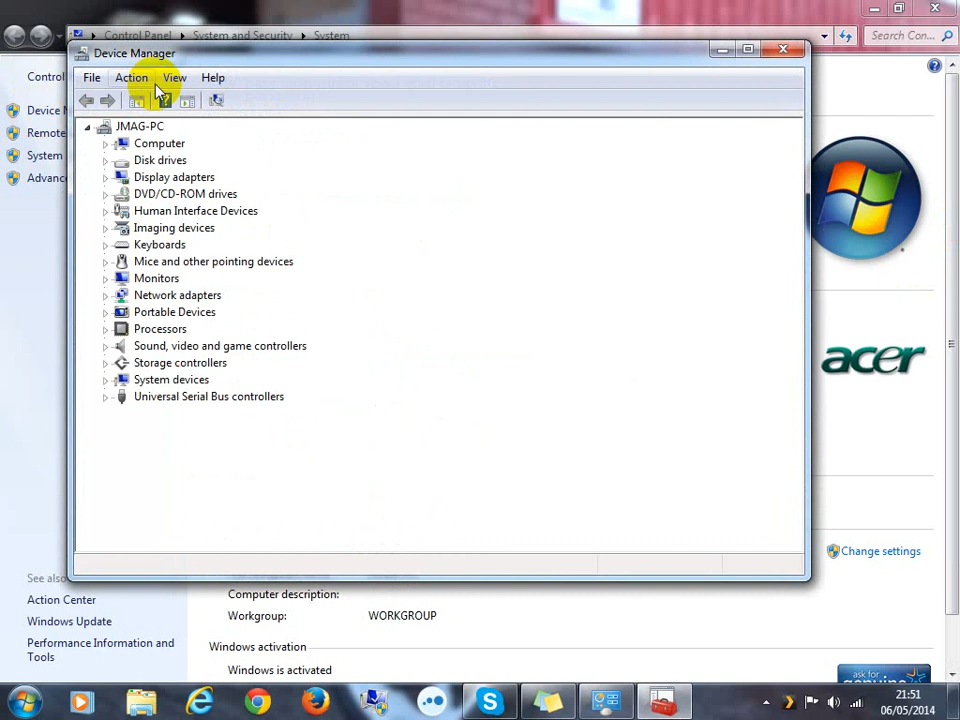 Control Panel
System and Security
System
Search Con...
Device Manager
File
Action
View
Help
Control
Device M
Remote
System
Advanc
JMAG-PC
Computer
Disk drives
Display adapters
DVD/CD-ROM drives
Human Interface Devices
Imaging devices
Keyboards
Mice and other pointing devices
Monitors
Network adapters
Portable Devices
Processors
Sound, video and game controllers
Storage controllers
System devices
Universal Serial Bus controllers
acer
Change settings
See also
Action Center
Windows Update
Performance Information and
Tools
Computer description:
Workgroup: WORKGROUP
Windows activation
Windows is activated
ask for
genuine
21:51
06/05/2014